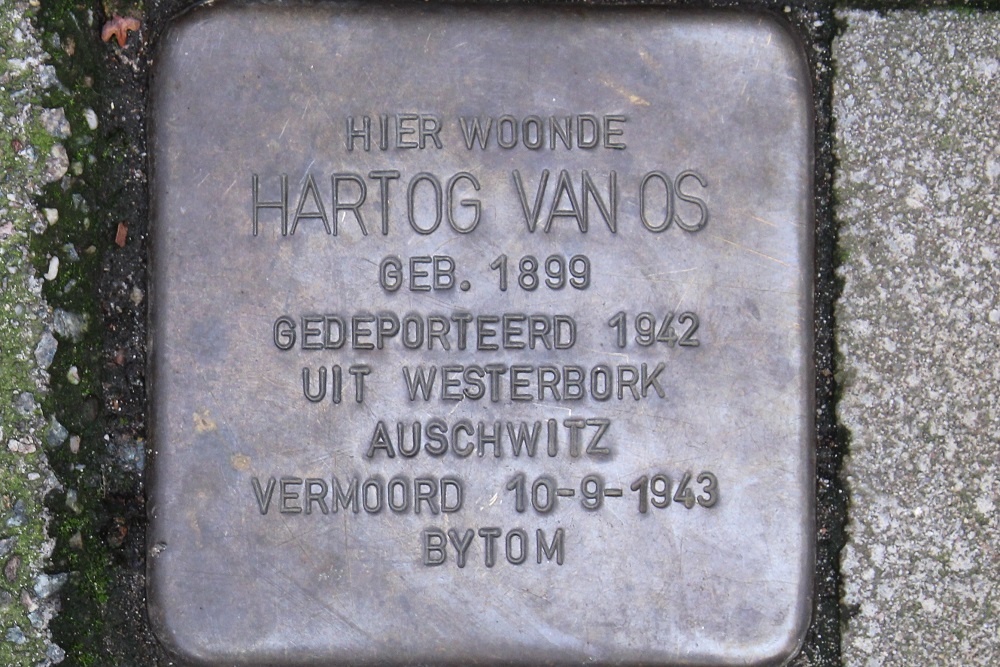 HIER WOONDE
HARTOG VAN OS
GEB. 1899
GEDEPORTEERD 1942
UIT WESTERBORK
AUSCHWITZ
VERMOORD 10-9-1943
BYTOM